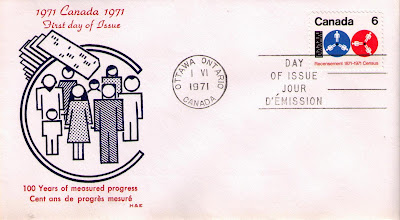 1971 Canada 1971
First day of Issue
100 Years of measured progress
Cent ans de progrès mesuré
H&E
OTTAWA ONTARIO
1 VI
1971
CANADA
DAY
OF ISSUE
JOUR
D'ÉMISSION
Canada 6
Recensement 1871-1971 Census